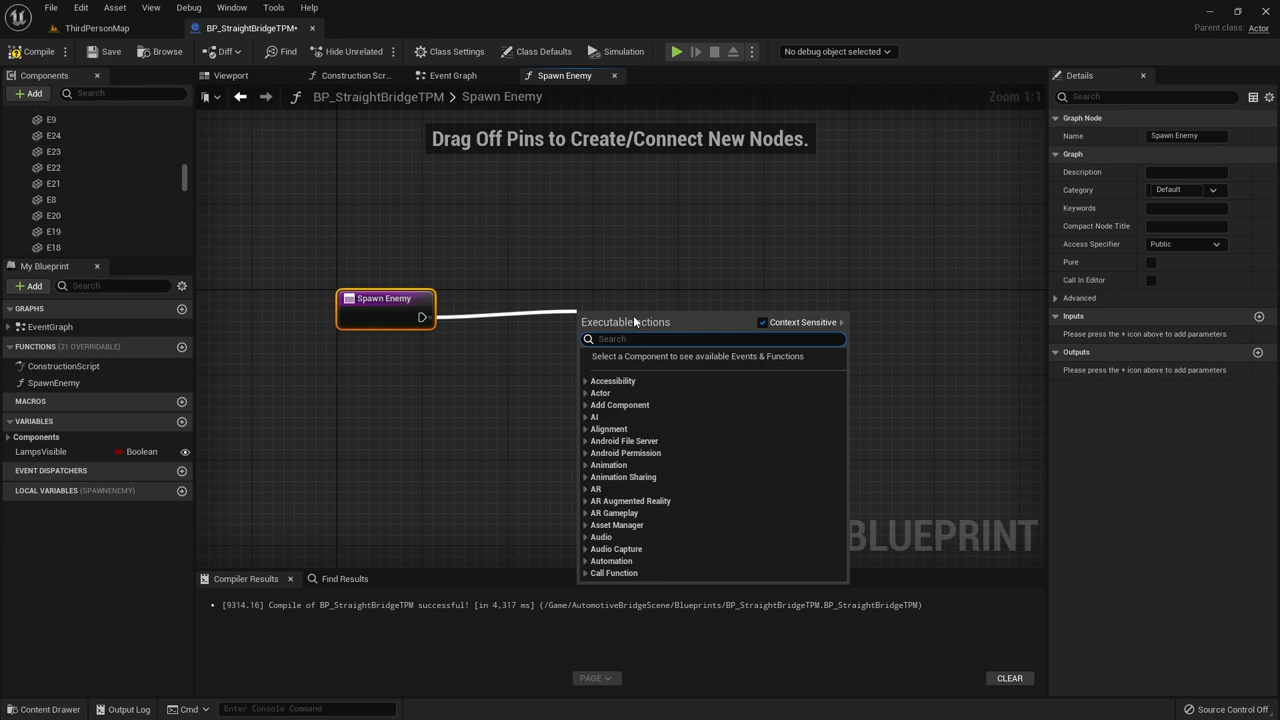 File Edit Asset View Debug Window Tools Help
ThirdPersonMap BP_StraightBridgeTPM* Parent class: Actor
Compile Save Browse Diff Find Hide Unrelated Class Settings Class Defaults Simulation No debug object selected
Components Viewport Construction Scr... Event Graph Spawn Enemy Details
Add Search BP_StraightBridgeTPM > Spawn Enemy Zoom 1:1 Search
E9
E24
E23
E22
E21
E8
E20
E19
E18
My Blueprint
Add Search
GRAPHS
EventGraph
FUNCTIONS (21 OVERRIDABLE)
ConstructionScript
SpawnEnemy
MACROS
VARIABLES
Components
LampsVisible Boolean
EVENT DISPATCHERS
LOCAL VARIABLES (SPAWNENEMY)
Drag Off Pins to Create/Connect New Nodes.
Spawn Enemy
Context Sensitive
Search
Select a Component to see available Events & Functions
Accessibility
Actor
Add Component
AI
Alignment
Android File Server
Android Permission
Animation
Animation Sharing
AR
AR Augmented Reality
AR Gameplay
Asset Manager
Audio
Audio Capture
Automation
Call Function
BLUEPRINT
Graph Node
Name Spawn Enemy
Graph
Description
Category Default
Keywords
Compact Node Title
Access Specifier Public
Pure
Call In Editor
Advanced
Inputs
Please press the + icon above to add parameters
Outputs
Please press the + icon above to add parameters
Compiler Results Find Results
[9314.16] Compile of BP_StraightBridgeTPM successful! [in 4,317 ms] (/Game/AutomotiveBridgeScene/Blueprints/BP_StraightBridgeTPM.BP_StraightBridgeTPM)
PAGE CLEAR
Content Drawer Output Log Cmd Enter Console Command Source Control Off